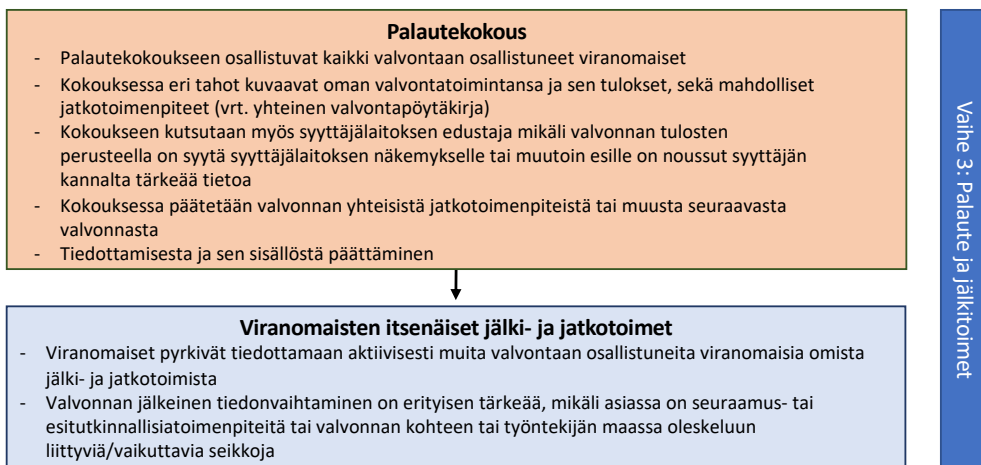 Palautekokous
- Palautekokoukseen osallistuvat kaikki valvontaan osallistuneet viranomaiset
- Kokouksessa eri tahot kuvaavat oman valvontatoimintansa ja sen tulokset, sekä mahdolliset
jatkotoimenpiteet (vrt. yhteinen valvontapöytäkirja)
- Kokoukseen kutsutaan myös syyttäjälaitoksen edustaja mikäli valvonnan tulosten
perusteella on syytä syyttäjälaitoksen näkemykselle tai muutoin esille on noussut syyttäjän
kannalta tärkeää tietoa
- Kokouksessa päätetään valvonnan yhteisistä jatkotoimenpiteistä tai muusta seuraavasta
valvonnasta
- Tiedottamisesta ja sen sisällöstä päättäminen
Viranomaisten itsenäiset jälki- ja jatkotoimet
- Viranomaiset pyrkivät tiedottamaan aktiivisesti muita valvontaan osallistuneita viranomaisia omista
jälki- ja jatkotoimista
- Valvonnan jälkeinen tiedonvaihtaminen on erityisen tärkeää, mikäli asiassa on seuraamus- tai
esitutkinnallisiatoimenpiteitä tai valvonnan kohteen tai työntekijän maassa oleskeluun
liittyviä/vaikuttavia seikkoja
Vaihe 3: Palaute ja jälkitoimet